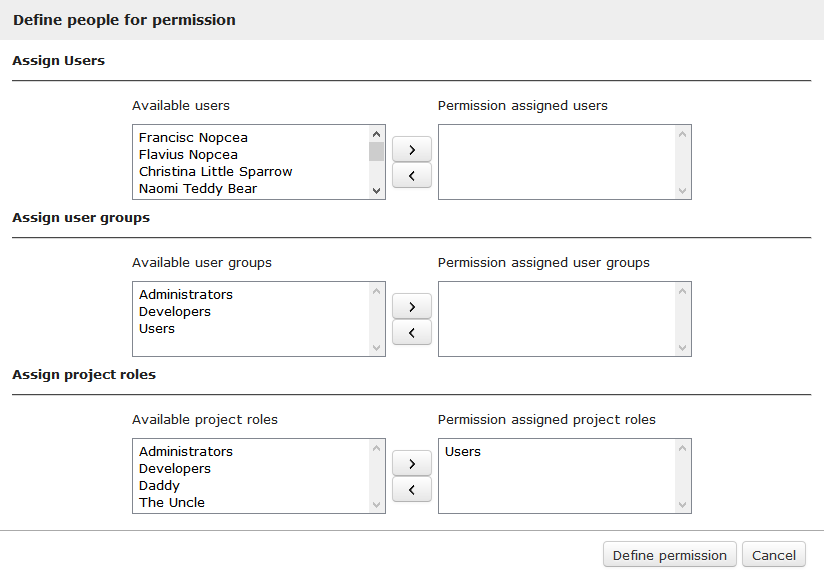 Define people for permission
Assign Users
Available users
Permission assigned users
Francisc Nopcea
Flavius Nopcea
Christina Little Sparrow
Naomi Teddy Bear
>
<
Assign user groups
Available user groups
Permission assigned user groups
Administrators
Developers
Users
>
<
Assign project roles
Available project roles
Permission assigned project roles
Administrators
Developers
Daddy
The Uncle
>
<
Users
Define permission
Cancel